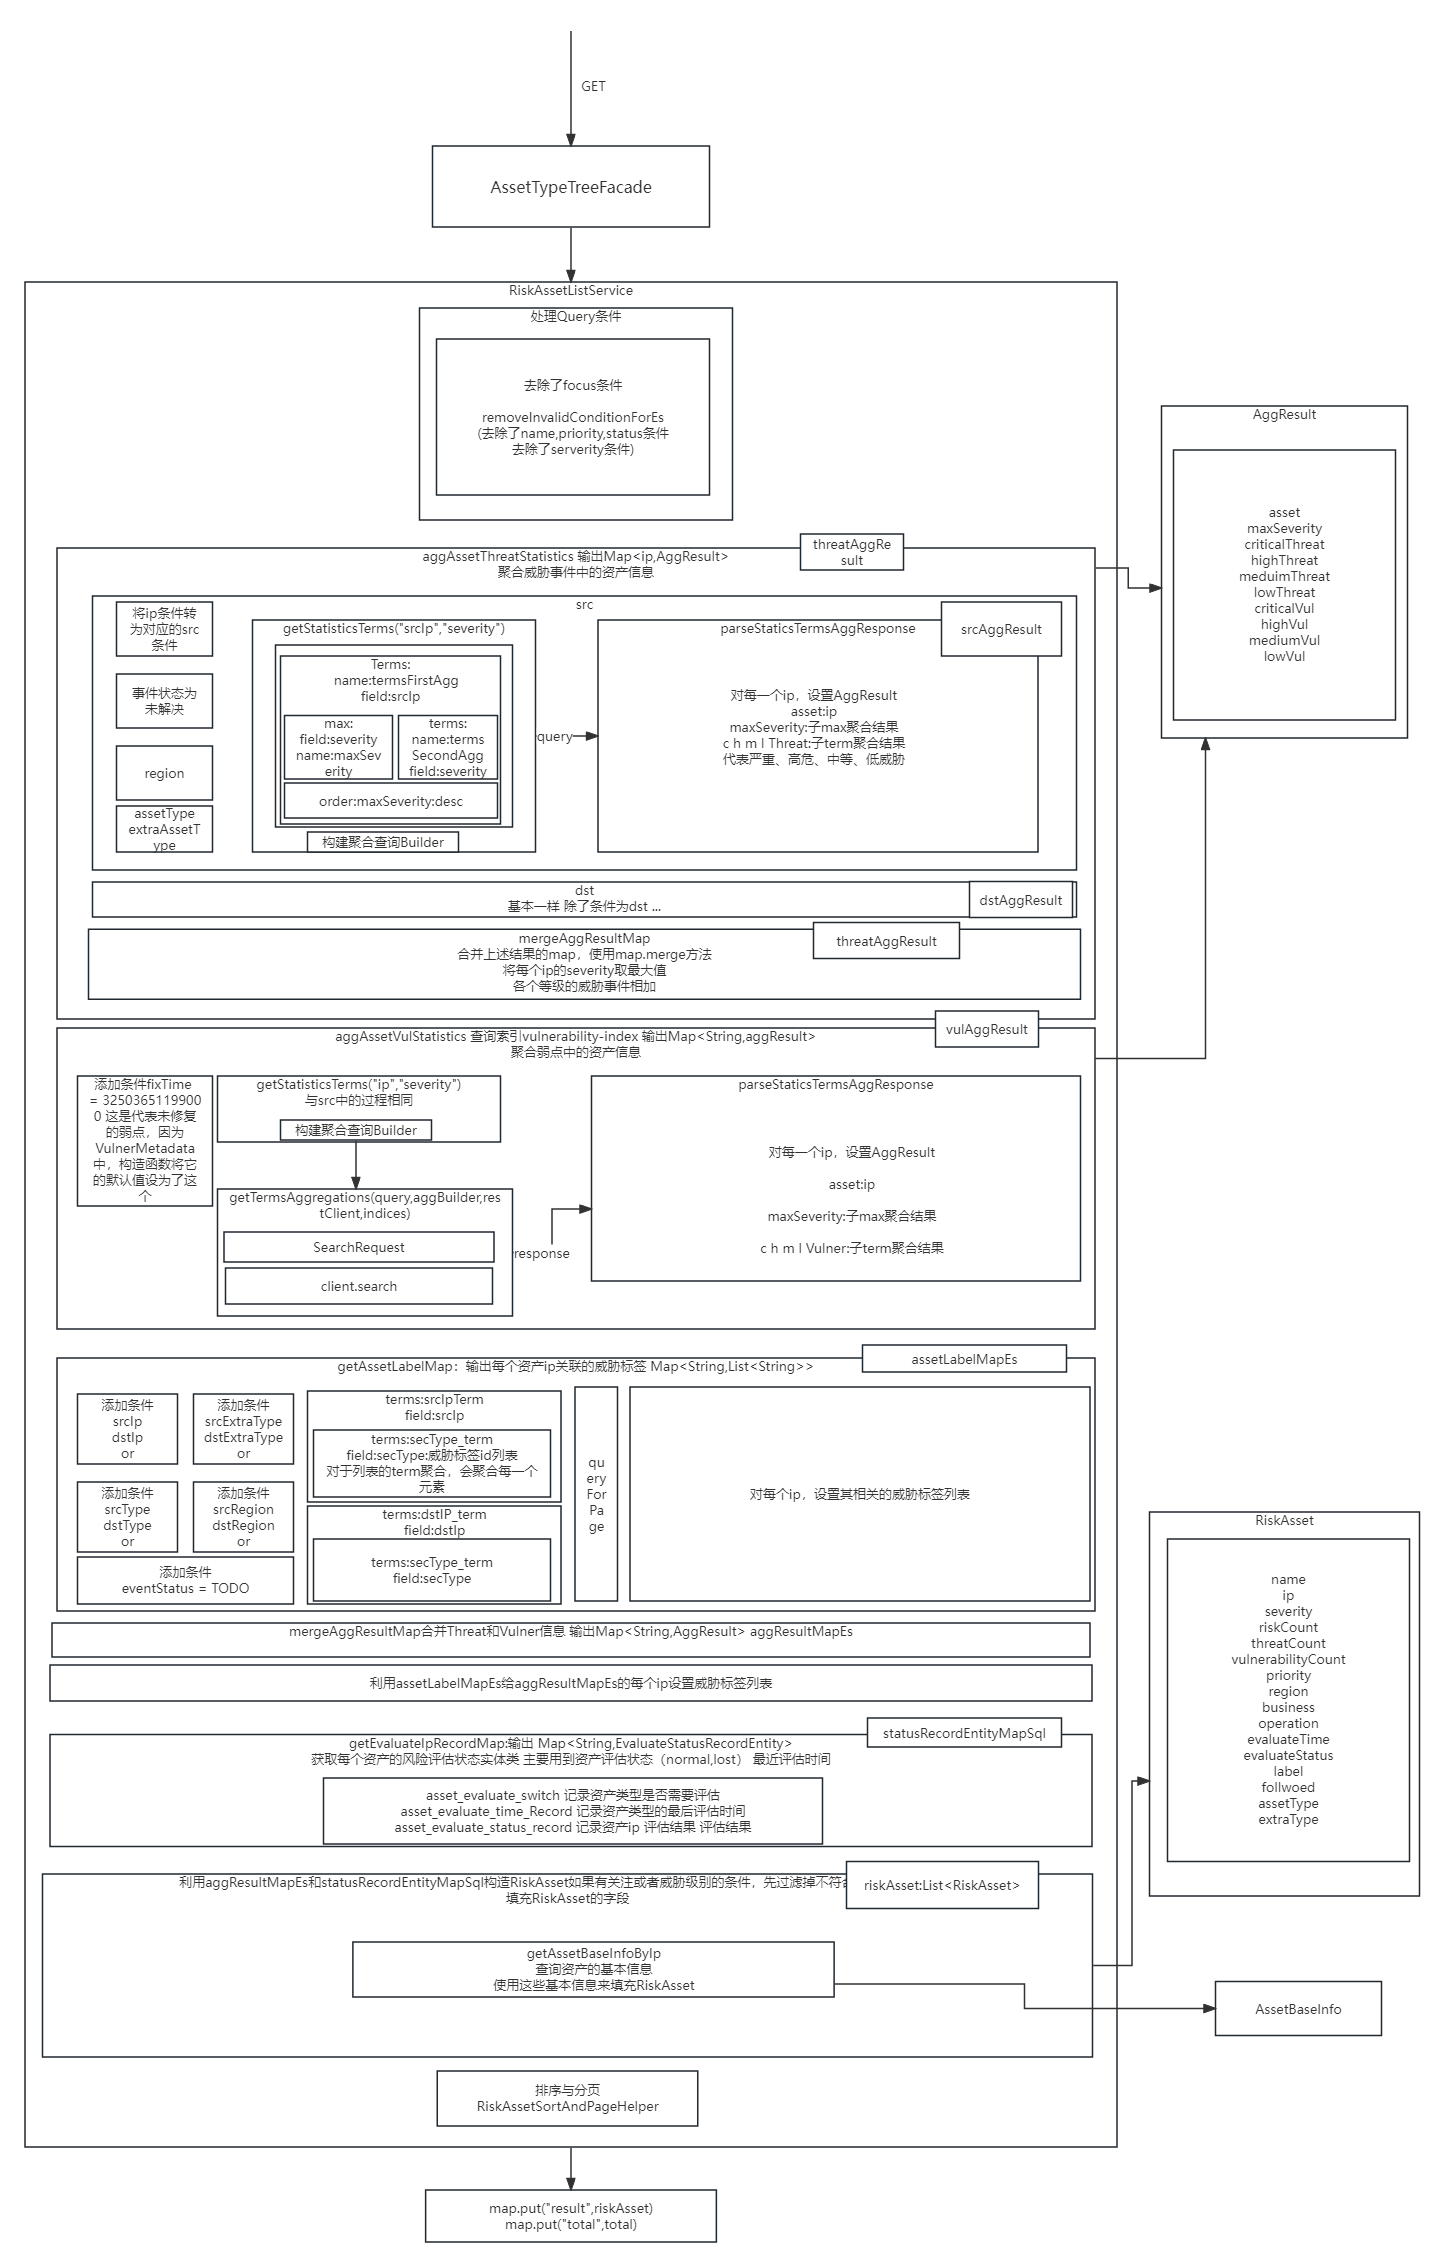 GET
AssetTypeTreeFacade
RiskAssetListService
处理Query条件
去除了focus条件
removeInvalidConditionForEs
(去除了name,priority,status条件
去除了serverity条件)
AggResult
asset
maxSeverity
criticalThreat
highThreat
meduimThreat
lowThreat
criticalVul
highVul
mediumVul
lowVul
threatAggRe
sult
aggAssetThreatStatistics 输出Map<ip,AggResult>
聚合威胁事件中的资产信息
src
将ip条件转
为对应的src
条件
事件状态为
未解决
region
assetType
extraAssetT
ype
getStatisticsTerms("srcIp","severity")
Terms:
name:termsFirstAgg
field:srcIp
max:
field:severity
name:maxSev
erity
terms:
name:terms
SecondAgg
field:severity
order:maxSeverity:desc
构建聚合查询Builder
query
parseStaticsTermsAggResponse
srcAggResult
对每一个ip，设置AggResult
asset:ip
maxSeverity:子max聚合结果
c h m l Threat:子term聚合结果
代表严重、高危、中等、低威胁
dst
基本一样 除了条件为dst ...
dstAggResult
mergeAggResultMap
合并上述结果的map，使用map.merge方法
将每个ip的severity取最大值
各个等级的威胁事件相加
threatAggResult
vulAggResult
aggAssetVulStatistics 查询索引vulnerability-index 输出Map<String,aggResult>
聚合弱点中的资产信息
添加条件fixTime
= 3250365119900
0 这是代表未修复
的弱点，因为
VulnerMetadata
中，构造函数将它
的默认值设为了这
个
getStatisticsTerms("ip","severity")
与src中的过程相同
构建聚合查询Builder
getTermsAggregations(query,aggBuilder,res
tClient,indices)
SearchRequest
client.search
response
parseStaticsTermsAggResponse
对每一个ip，设置AggResult
asset:ip
maxSeverity:子max聚合结果
c h m l Vulner:子term聚合结果
assetLabelMapEs
getAssetLabelMap：输出每个资产ip关联的威胁标签 Map<String,List<String>>
添加条件
srcIp
dstIp
or
添加条件
srcExtraType
dstExtraType
or
添加条件
srcType
dstType
or
添加条件
srcRegion
dstRegion
or
添加条件
eventStatus = TODO
terms:srcIpTerm
field:srcIp
terms:secType_term
field:secType:威胁标签id列表
对于列表的term聚合，会聚合每一个
元素
terms:dstIP_term
field:dstIp
terms:secType_term
field:secType
qu
ery
For
Pa
ge
对每个ip，设置其相关的威胁标签列表
mergeAggResultMap合并Threat和Vulner信息 输出Map<String,AggResult> aggResultMapEs
利用assetLabelMapEs给aggResultMapEs的每个ip设置威胁标签列表
statusRecordEntityMapSql
getEvaluateIpRecordMap:输出 Map<String,EvaluateStatusRecordEntity>
获取每个资产的风险评估状态实体类 主要用到资产评估状态（normal,lost） 最近评估时间
asset_evaluate_switch 记录资产类型是否需要评估
asset_evaluate_time_Record 记录资产类型的最后评估时间
asset_evaluate_status_record 记录资产ip 评估结果 评估结果
RiskAsset
name
ip
severity
riskCount
threatCount
vulnerabilityCount
priority
region
business
operation
evaluateTime
evaluateStatus
label
follwoed
assetType
extraType
利用aggResultMapEs和statusRecordEntityMapSql构造RiskAsset如果有关注或者威胁级别的条件，先过滤掉不符
填充RiskAsset的字段
riskAsset:List<RiskAsset>
getAssetBaseInfoByIp
查询资产的基本信息
使用这些基本信息来填充RiskAsset
AssetBaseInfo
排序与分页
RiskAssetSortAndPageHelper
map.put("result",riskAsset)
map.put("total",total)